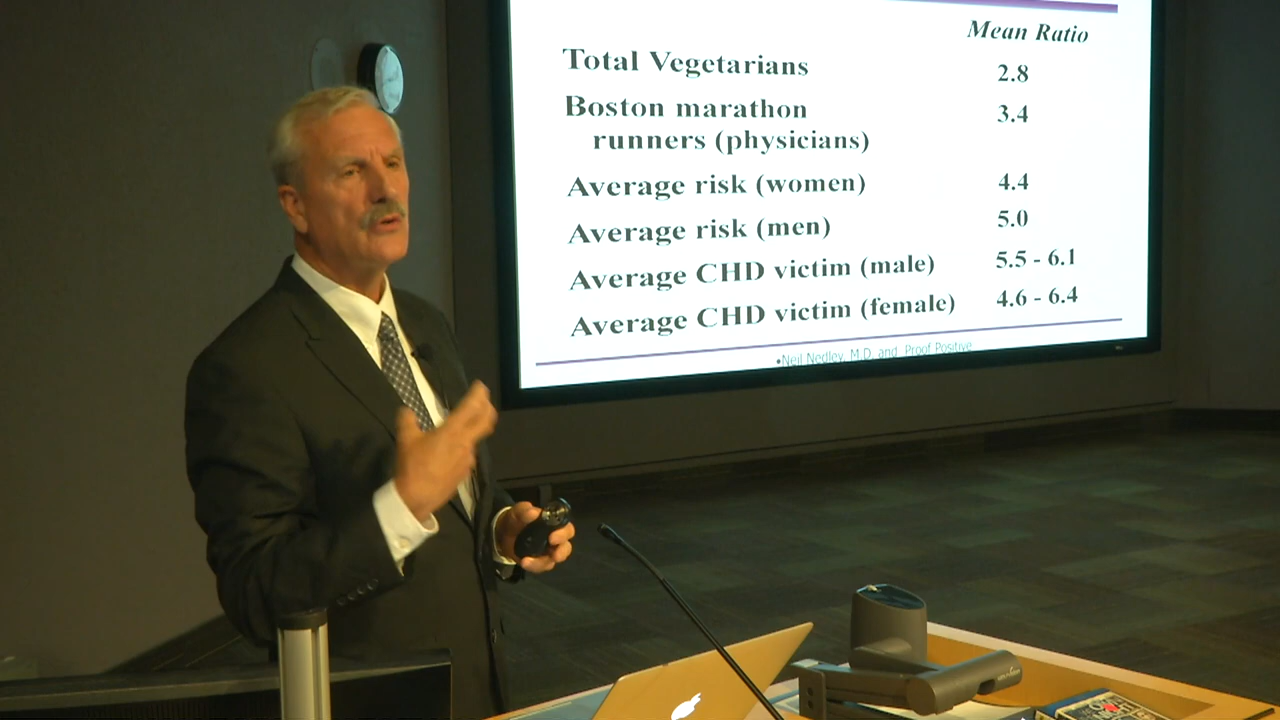 Mean Ratio
Total Vegetarians 2.8
Boston marathon 3.4
runners (physicians)
Average risk (women) 4.4
Average risk (men) 5.0
Average CHD victim (male) 5.5 - 6.1
Average CHD victim (female) 4.6 - 6.4
•Neil Nedley, M.D. and Proof Positive